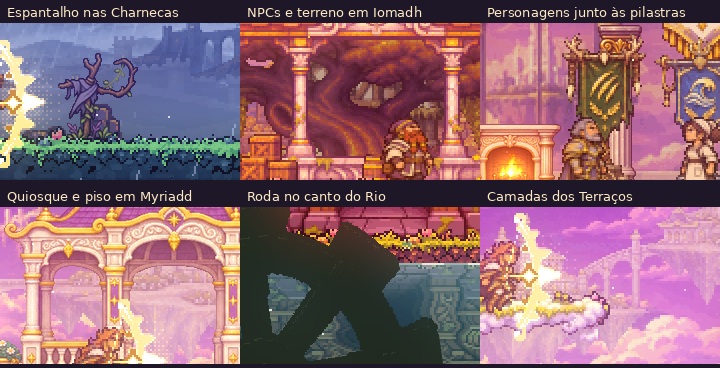 Espantalho nas Charnecas
NPCs e terreno em Iomadh
Personagens junto às pilastras
Quiosque e piso em Myriadd
Roda no canto do Rio
Camadas dos Terraços